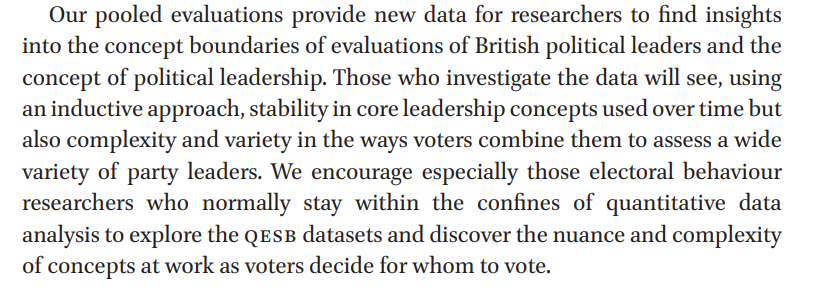 Our pooled evaluations provide new data for researchers to find insights
into the concept boundaries of evaluations of British political leaders and the
concept of political leadership. Those who investigate the data will see, using
an inductive approach, stability in core leadership concepts used over time but
also complexity and variety in the ways voters combine them to assess a wide
variety of party leaders. We encourage especially those electoral behaviour
researchers who normally stay within the confines of quantitative data
analysis to explore the QESB datasets and discover the nuance and complexity
of concepts at work as voters decide for whom to vote.